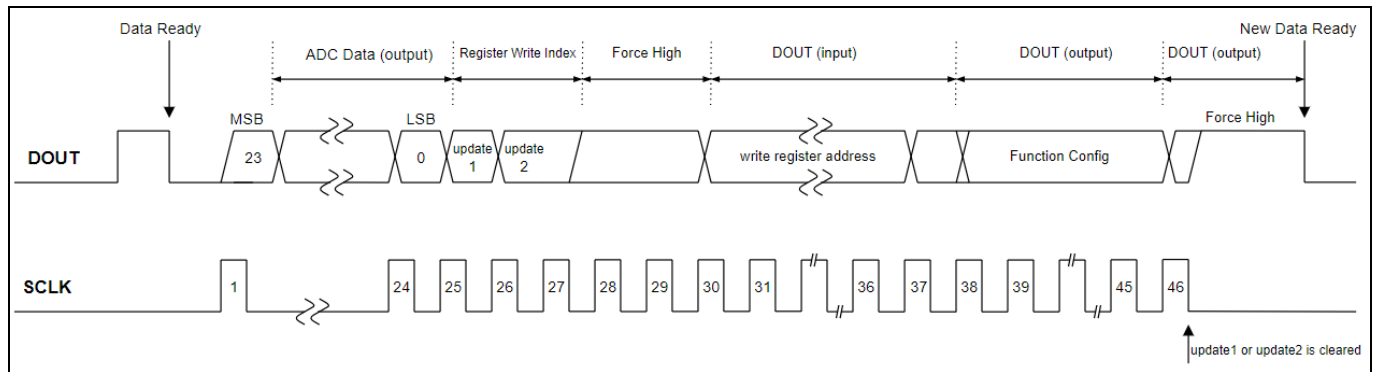 Data Ready
New Data Ready
ADC Data (output)
Register Write Index
Force High
DOUT (input)
DOUT (output)
DOUT (output)
MSB
LSB
Force High
DOUT
23
0
update
1
update
2
write register address
Function Config
SCLK
1
24
25
26
27
28
29
30
31
36
37
38
39
45
46
update1 or update2 is cleared